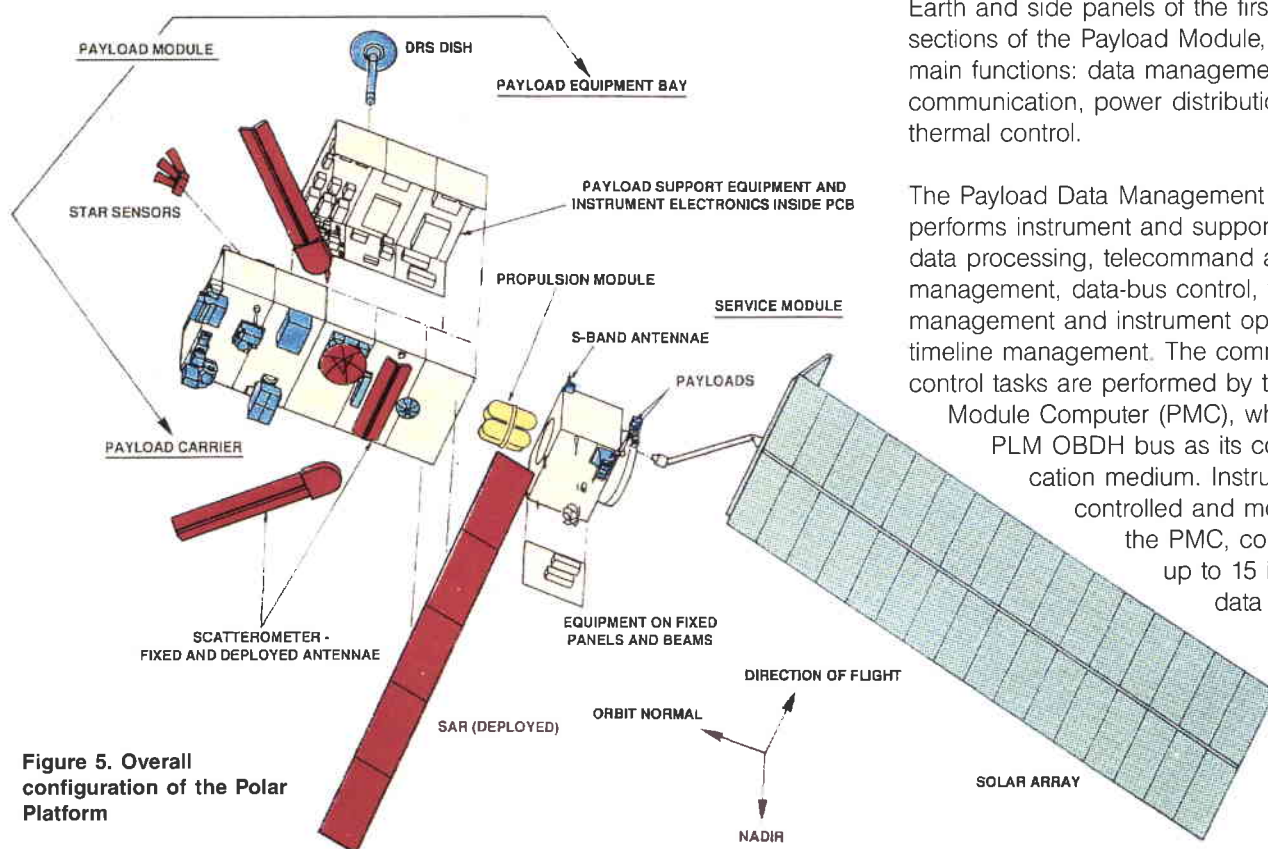 PAYLOAD MODULE
DRS DISH
PAYLOAD EQUIPMENT BAY
STAR SENSORS
PAYLOAD SUPPORT EQUIPMENT AND
INSTRUMENT ELECTRONICS INSIDE PCB
PROPULSION MODULE
SERVICE MODULE
S-BAND ANTENNAE
PAYLOADS
PAYLOAD CARRIER
SCATTEROMETER -
FIXED AND DEPLOYED ANTENNAE
EQUIPMENT ON FIXED
PANELS AND BEAMS
SAR (DEPLOYED)
DIRECTION OF FLIGHT
ORBIT NORMAL
NADIR
SOLAR ARRAY
Figure 5. Overall
configuration of the Polar
Platform
Earth and side panels of the first
sections of the Payload Module,
main functions: data manageme
communication, power distributio
thermal control.
The Payload Data Management
performs instrument and suppor
data processing, telecommand a
management, data-bus control,
management and instrument op
timeline management. The comm
control tasks are performed by t
Module Computer (PMC), wh
PLM OBDH bus as its co
cation medium. Instru
controlled and mo
the PMC, co
up to 15 i
data